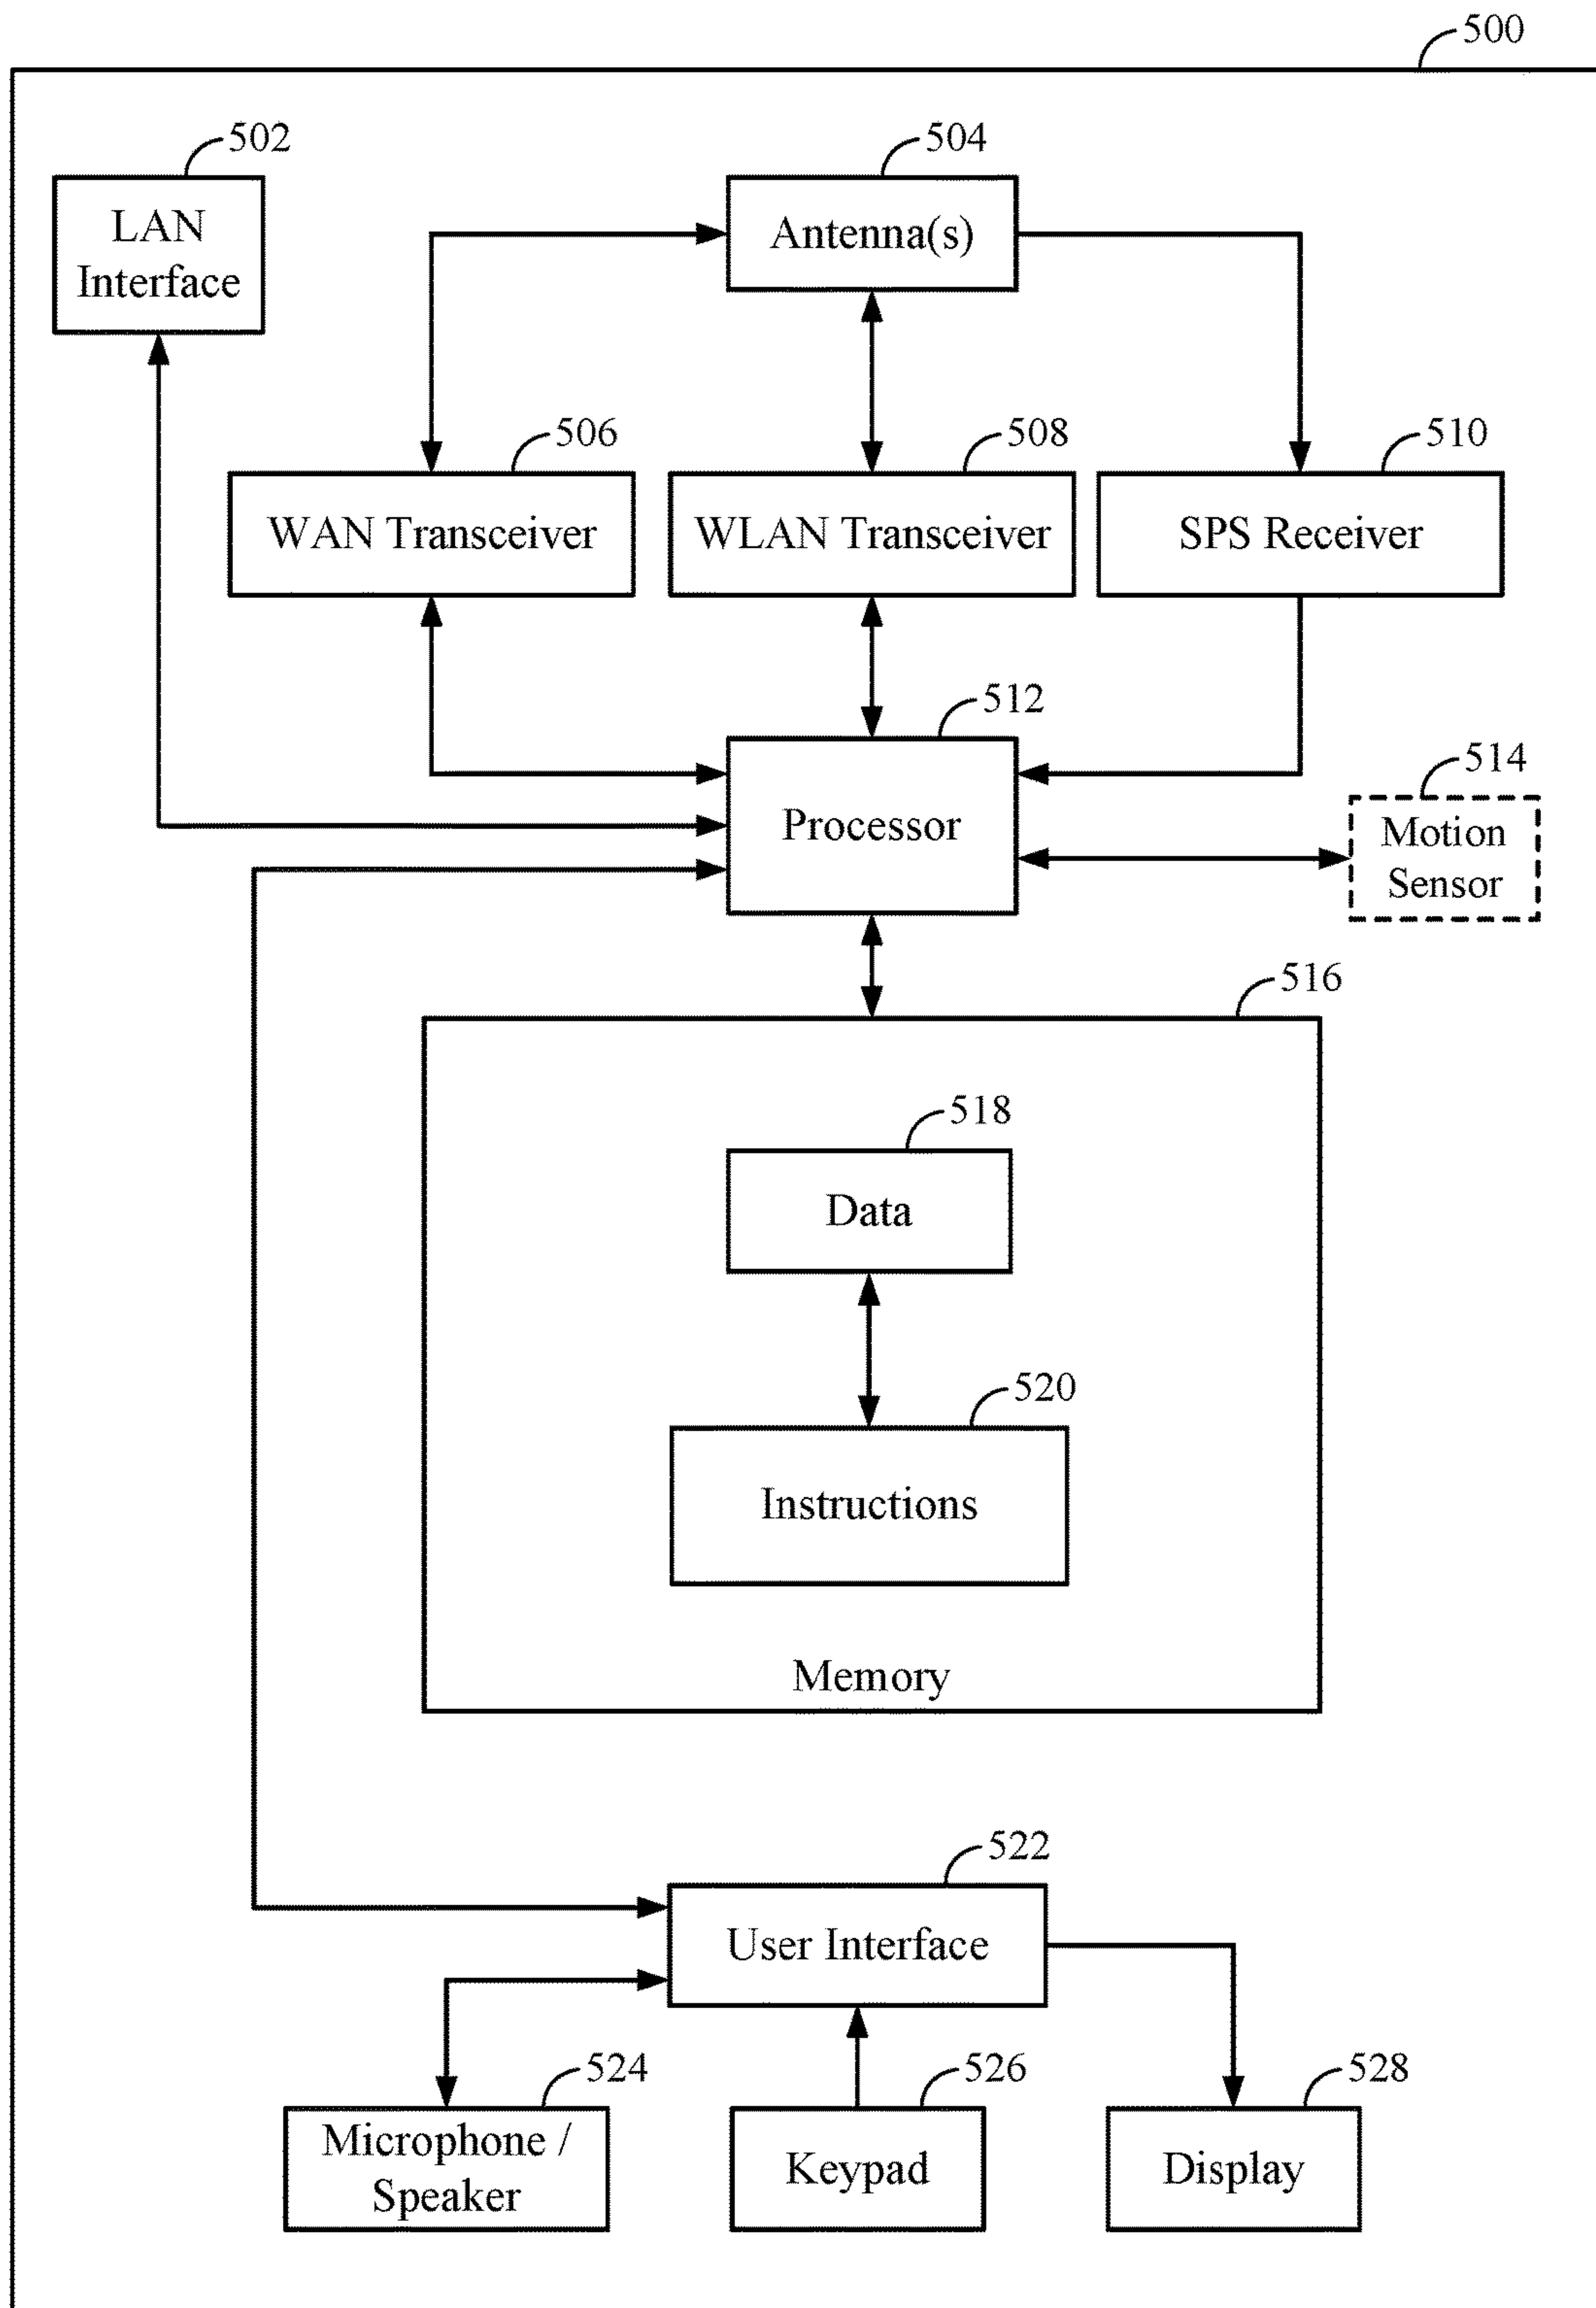 500
502
504
LAN
Interface
Antenna(s)
506
508
510
WAN Transceiver
WLAN Transceiver
SPS Receiver
512
514
Processor
Motion
Sensor
516
518
Data
520
Instructions
Memory
522
User Interface
524
526
528
Microphone /
Speaker
Keypad
Display